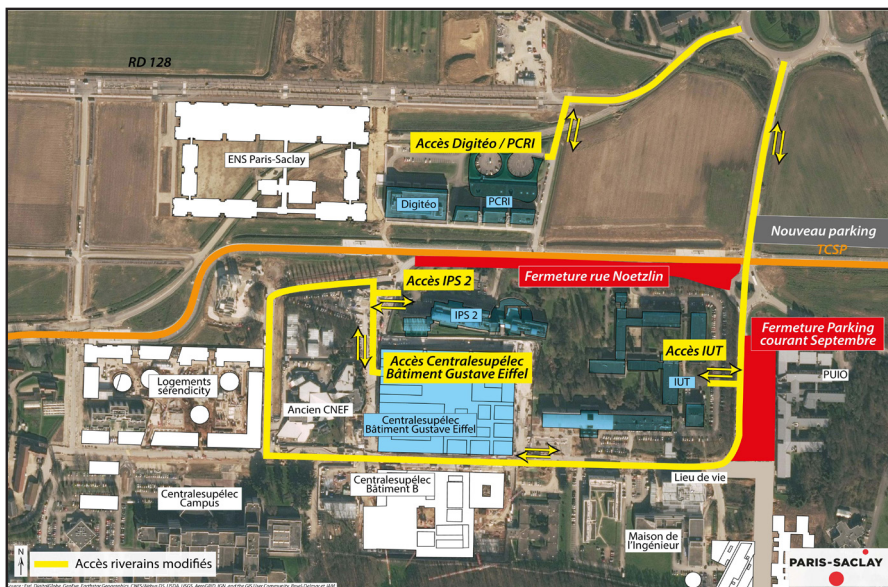 RD 128
ENS Paris-Saclay
Accès Digitéo / PCRI
Digitéo
PCRI
Nouveau parking
TCSP
Accès IPS 2
Fermeture rue Noetzlin
IPS 2
Fermeture Parking
courant Septembre
Accès Centralesupélec
Bâtiment Gustave Eiffel
Accès IUT
IUT
PUIO
Logements
sérendicity
Ancien CNEF
Centralesupélec
Bâtiment Gustave Eiffel
Centralesupélec
Campus
Centralesupélec
Bâtiment B
Lieu de vie
Maison de
l'Ingénieur
N
Accès riverains modifiés
PARIS-SACLAY